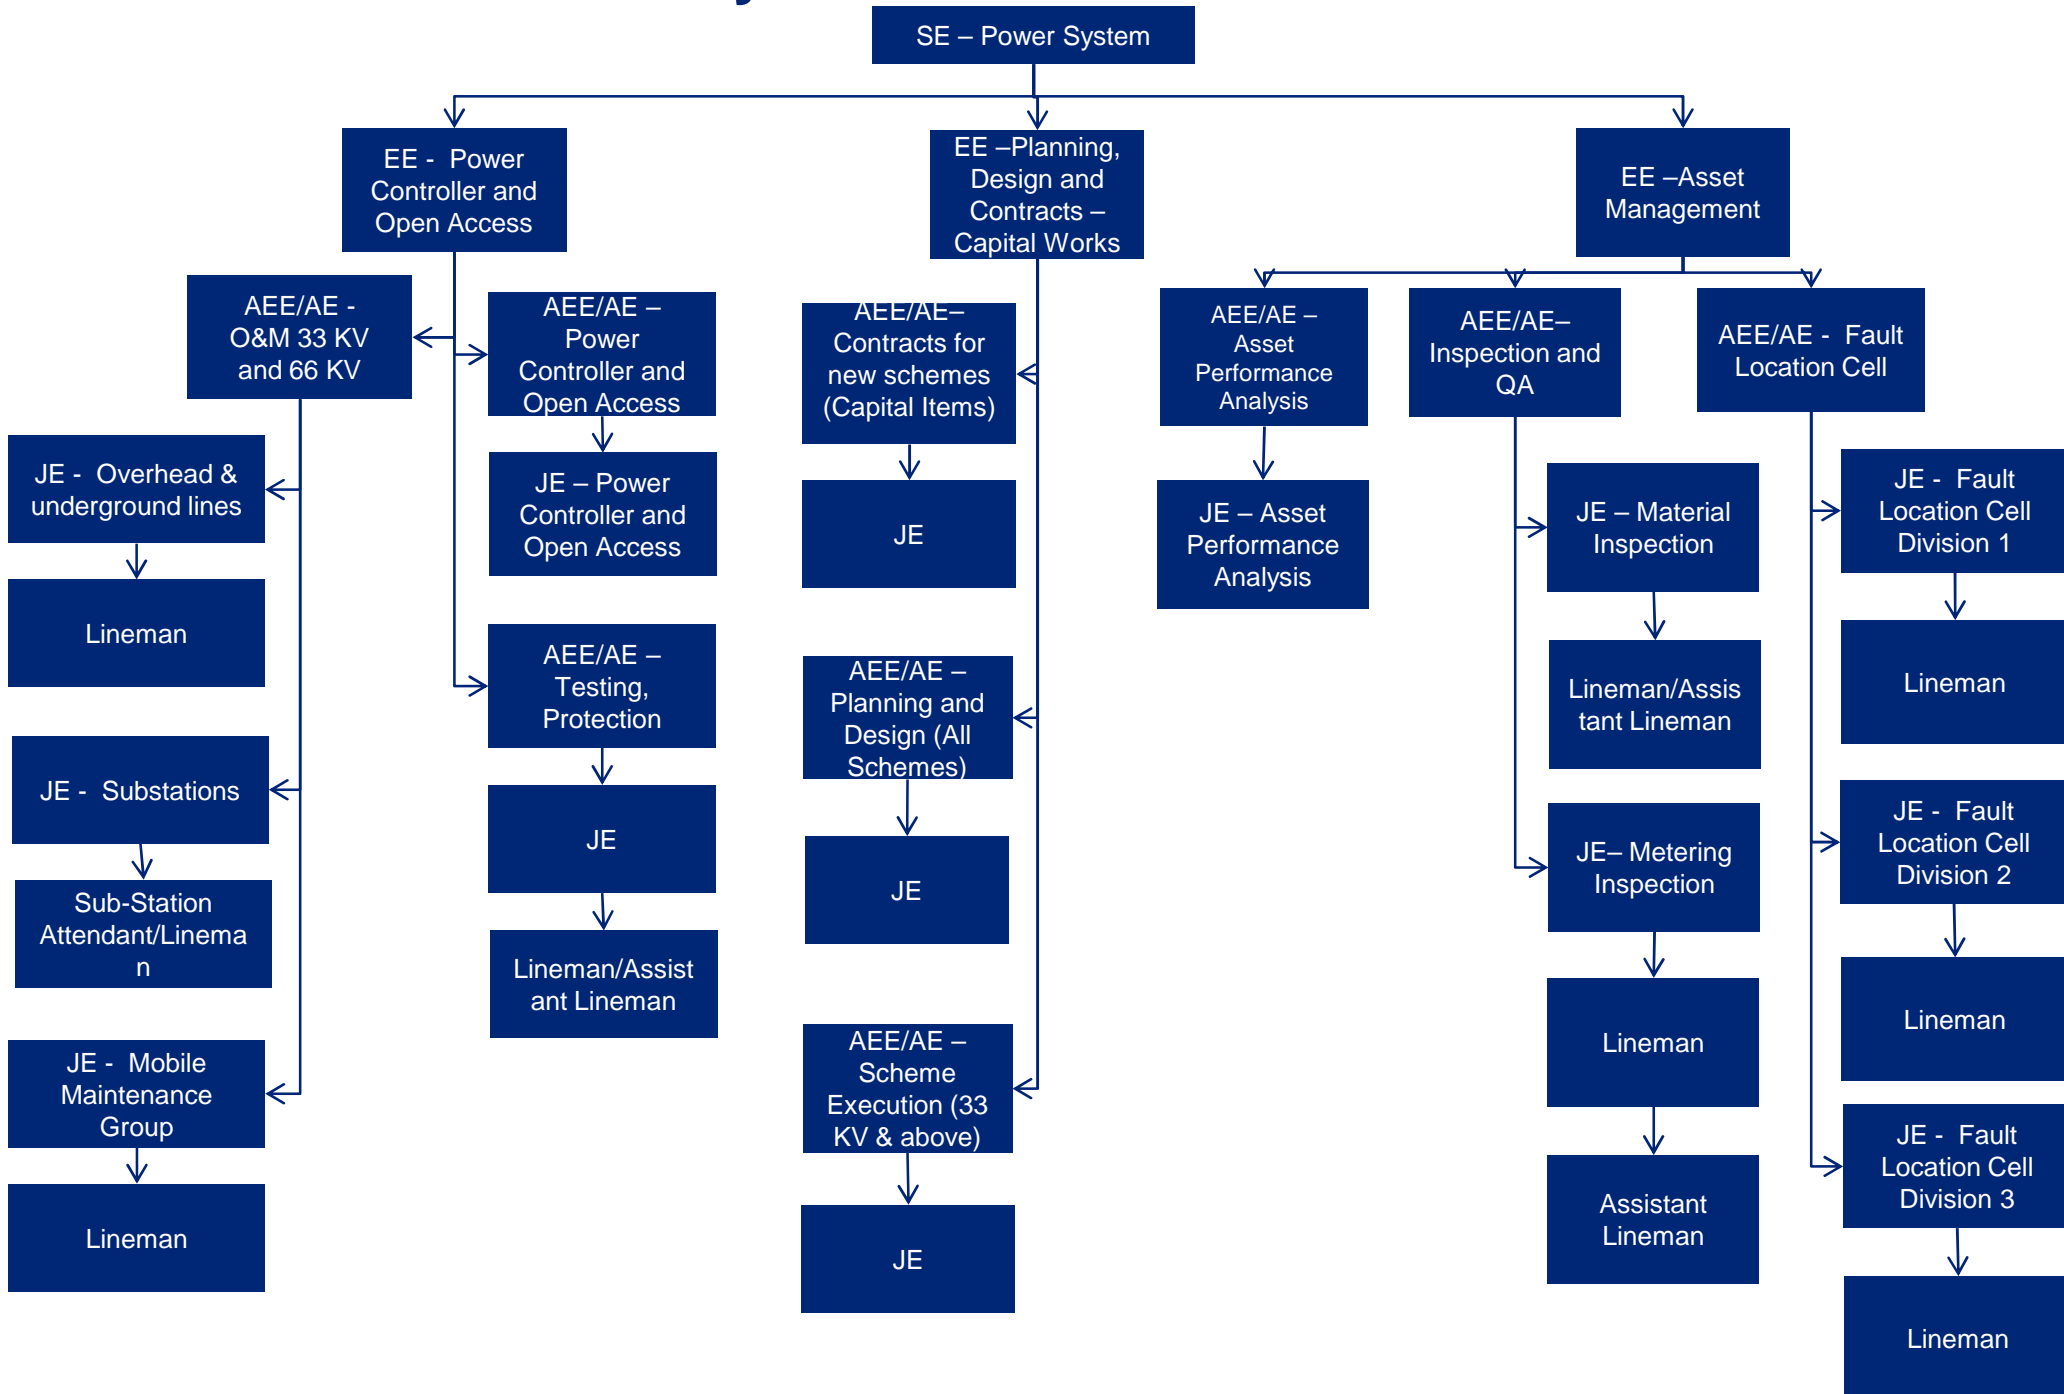 SE – Power System
EE - Power
Controller and
Open Access
EE –Planning,
Design and
Contracts –
Capital Works
EE –Asset
Management
AEE/AE -
O&M 33 KV
and 66 KV
AEE/AE –
Power
Controller and
Open Access
AEE/AE–
Contracts for
new schemes
(Capital Items)
AEE/AE –
Asset
Performance
Analysis
AEE/AE–
Inspection and
QA
AEE/AE - Fault
Location Cell
JE - Overhead &
underground lines
JE – Power
Controller and
Open Access
JE
JE – Asset
Performance
Analysis
JE – Material
Inspection
JE - Fault
Location Cell
Division 1
Lineman
AEE/AE –
Testing,
Protection
AEE/AE –
Planning and
Design (All
Schemes)
Lineman/Assis
tant Lineman
Lineman
JE - Substations
JE
JE
JE– Metering
Inspection
JE - Fault
Location Cell
Division 2
Sub-Station
Attendant/Linema
n
Lineman/Assist
ant Lineman
Lineman
Lineman
JE - Mobile
Maintenance
Group
AEE/AE –
Scheme
Execution (33
KV & above)
Assistant
Lineman
JE - Fault
Location Cell
Division 3
Lineman
JE
Lineman